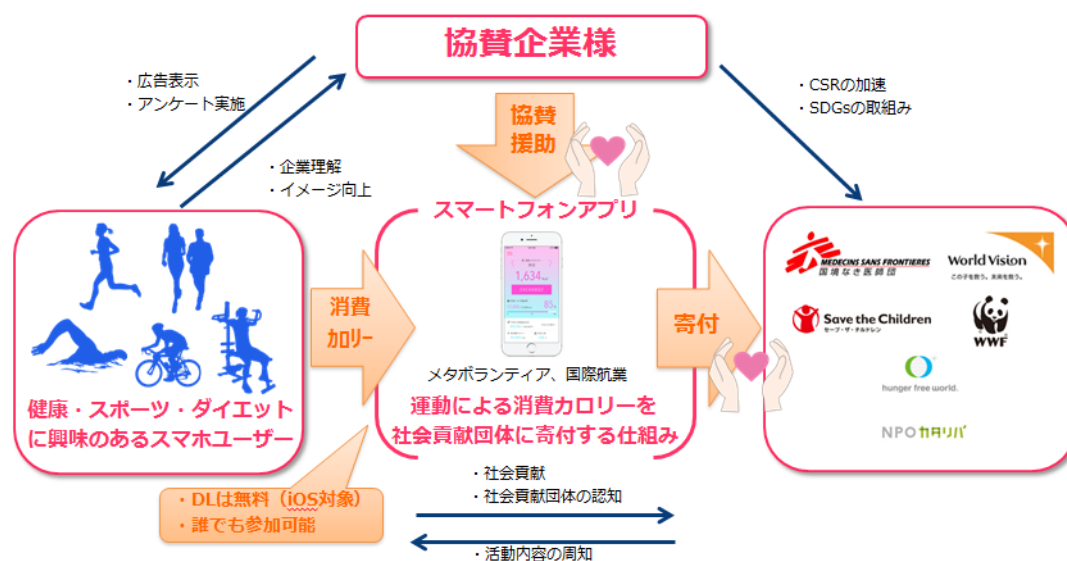 協賛企業様
・広告表示
・アンケート実施
・CSRの加速
・SDGsの取組み
協賛
援助
・企業理解
・イメージ向上
スマートフォンアプリ
1,634
85
MEDECINS SANS FRONTIERES
国境なき医師団
World Vision
この子を救う。未来を救う。
消費
カロリー
寄付
Save the Children
セーブ・ザ・チルドレン
WWF
hunger free world.
NPOカタリバ
メタボランティア、国際航業
運動による消費カロリーを
社会貢献団体に寄付する仕組み
健康・スポーツ・ダイエット
に興味のあるスマホユーザー
・DLは無料（iOS対象）
・誰でも参加可能
・社会貢献
・社会貢献団体の認知
・活動内容の周知